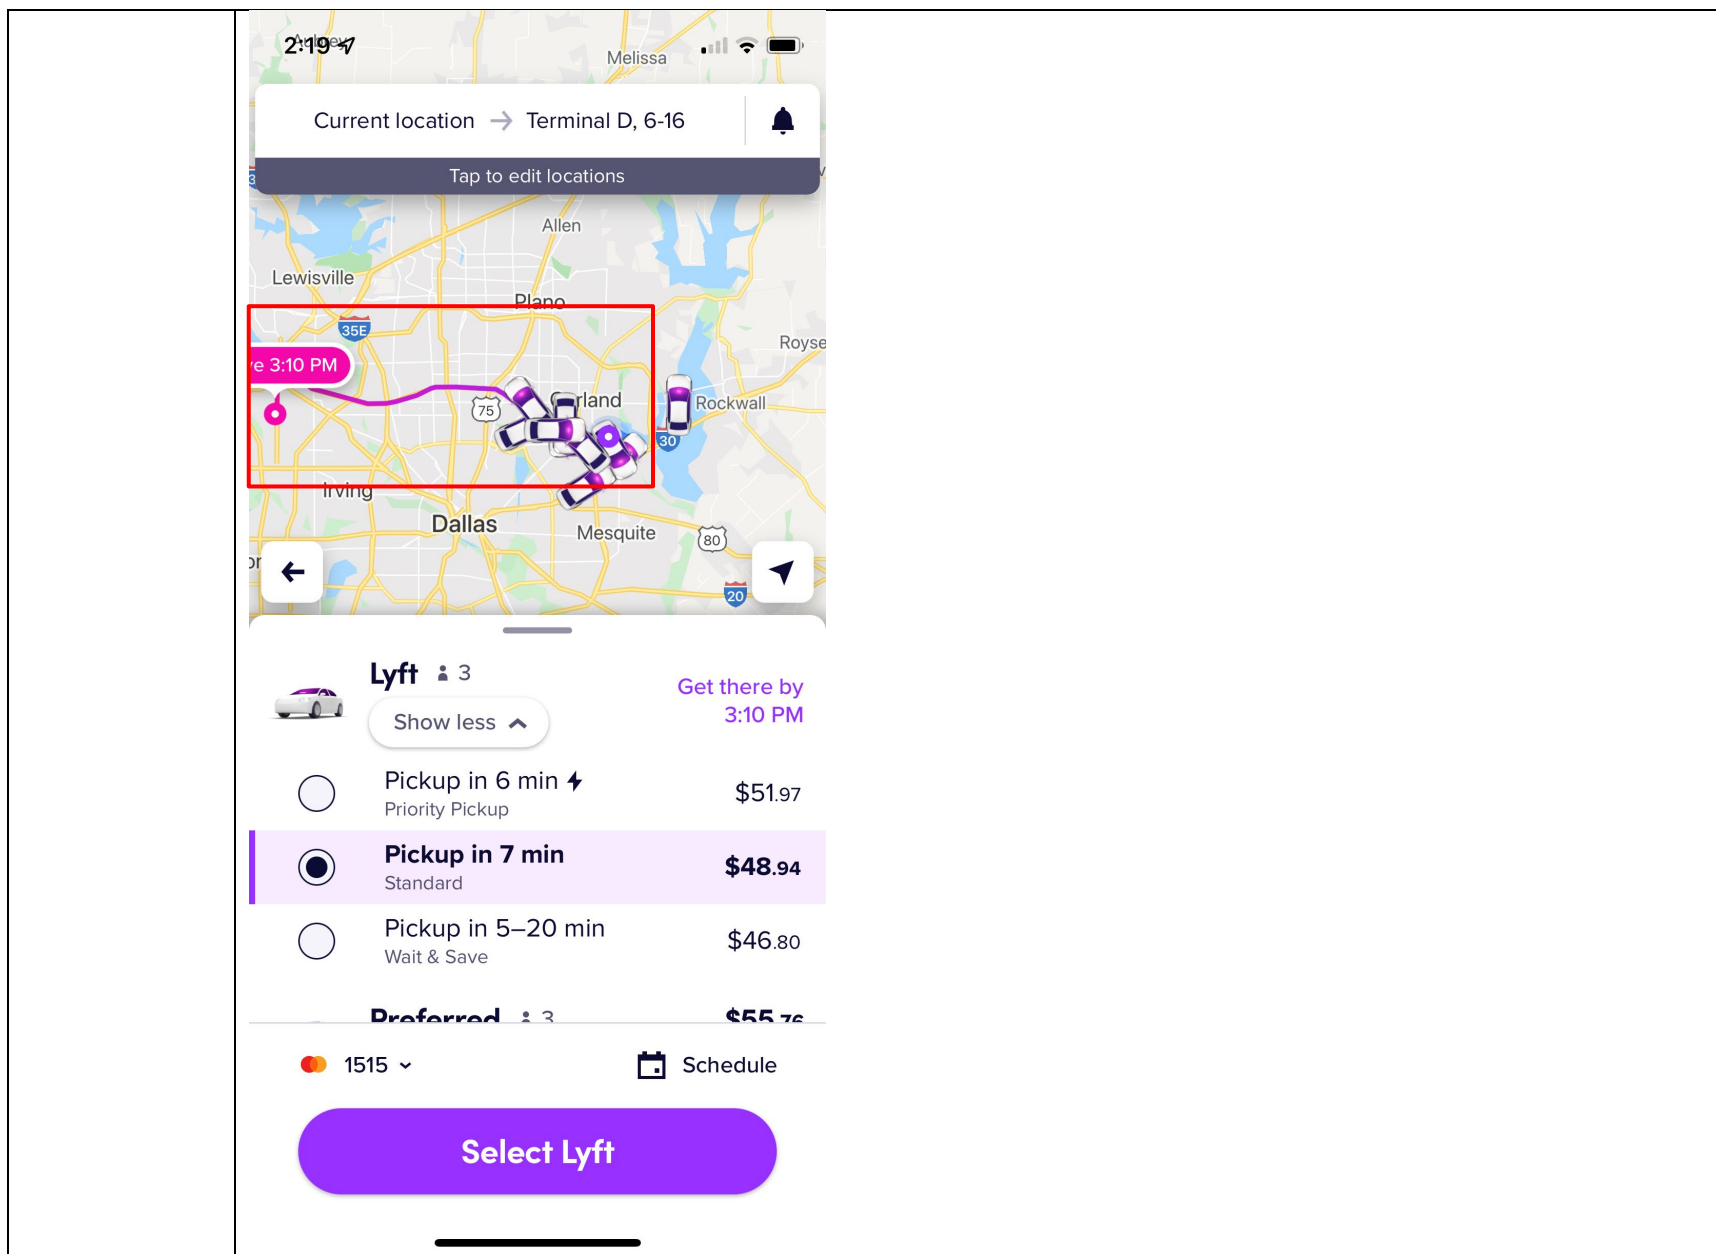 Aubrey
2:19
Melissa
Current location → Terminal D, 6-16
Tap to edit locations
Allen
Lewisville
Plano
35E
Royse
3:10 PM
75
Rockwall
30
Irving
Dallas
Mesquite
80
20
Lyft 3
Get there by
3:10 PM
Show less
Pickup in 6 min
Priority Pickup
$51.97
Pickup in 7 min
Standard
$48.94
Pickup in 5–20 min
Wait & Save
$46.80
Preferred 3
$55.76
1515
Schedule
Select Lyft